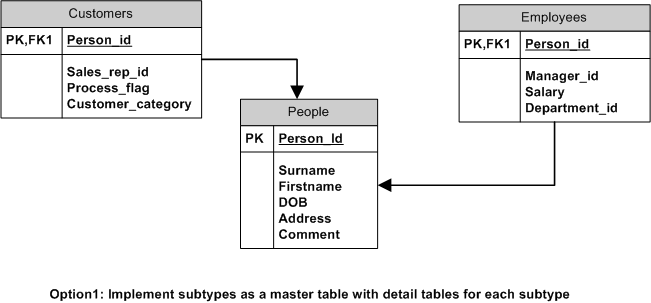 Customers
PK,FK1 Person_id
Sales_rep_id
Process_flag
Customer_category
Employees
PK,FK1 Person_id
Manager_id
Salary
Department_id
People
PK Person_Id
Surname
Firstname
DOB
Address
Comment
Option1: Implement subtypes as a master table with detail tables for each subtype